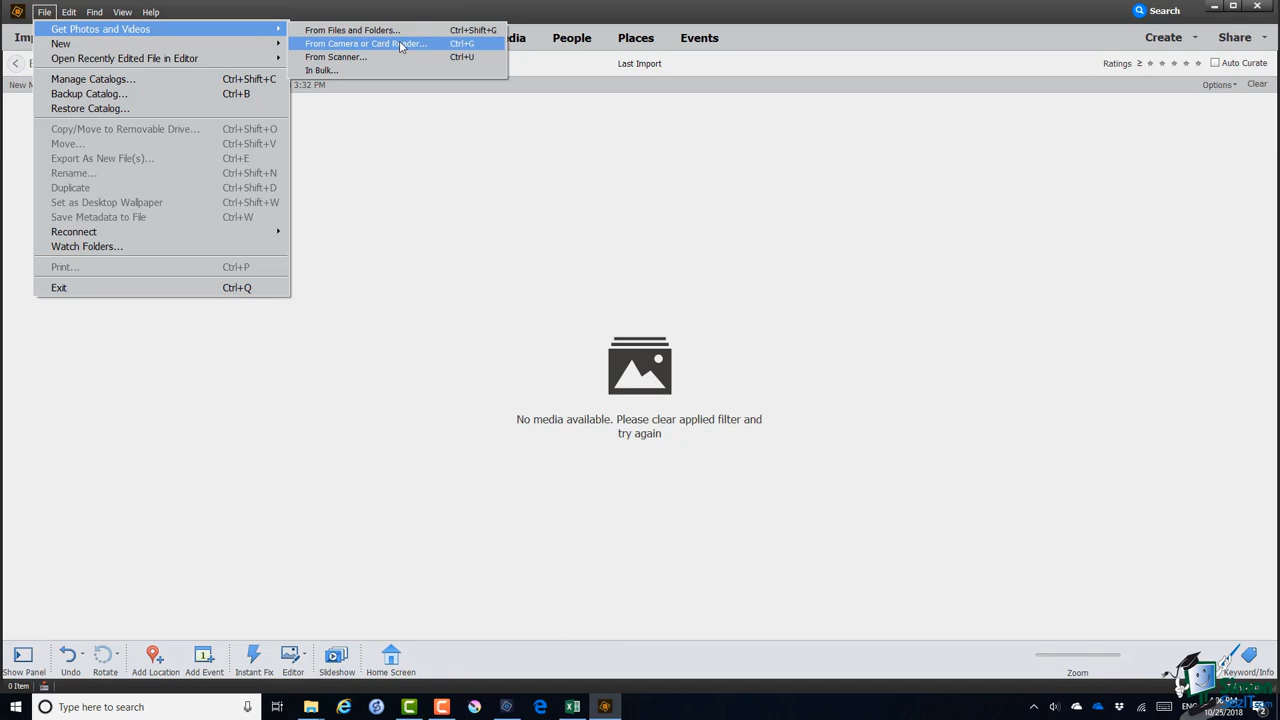 File Edit Find View Help
Search
Get Photos and Videos
New
Open Recently Edited File in Editor
Manage Catalogs... Ctrl+Shift+C
Backup Catalog... Ctrl+B
Restore Catalog...
Copy/Move to Removable Drive... Ctrl+Shift+O
Move... Ctrl+Shift+V
Export As New File(s)... Ctrl+E
Rename... Ctrl+Shift+N
Duplicate Ctrl+Shift+D
Set as Desktop Wallpaper Ctrl+Shift+W
Save Metadata to File Ctrl+W
Reconnect
Watch Folders...
Print... Ctrl+P
Exit Ctrl+Q
From Files and Folders... Ctrl+Shift+G
From Camera or Card Reader... Ctrl+G
From Scanner... Ctrl+U
In Bulk...
People Places Events Create Share
Last Import
Ratings ≥ Auto Curate
3:32 PM
Options Clear
No media available. Please clear applied filter and
try again
Show Panel Undo Rotate Add Location Add Event Instant Fix Editor Slideshow Home Screen Zoom Keyword/Info
0 Item
Type here to search
10/25/2018
2